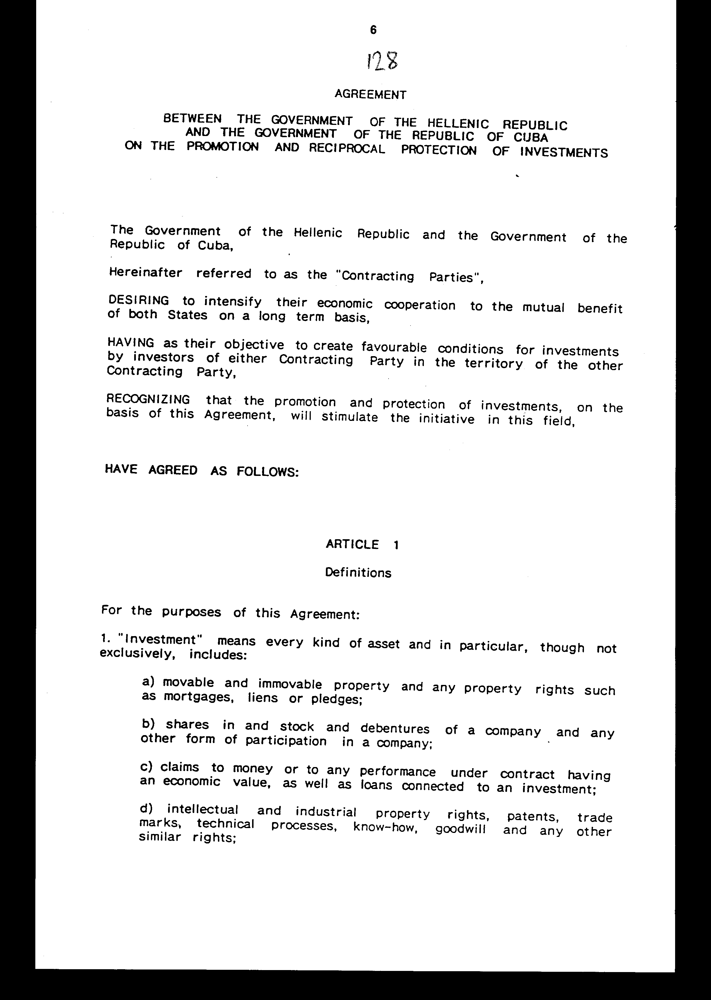 6
128
AGREEMENT
BETWEEN THE GOVERNMENT OF THE HELLENIC REPUBLIC
AND THE GOVERNMENT OF THE REPUBLIC OF CUBA
ON THE PROMOTION AND RECIPROCAL PROTECTION OF INVESTMENTS
The Government of the Hellenic Republic and the Government of the
Republic of Cuba,
Hereinafter referred to as the "Contracting Parties",
DESIRING to intensify their economic cooperation to the mutual benefit
of both States on a long term basis,
HAVING as their objective to create favourable conditions for investments
by investors of either Contracting Party in the territory of the other
Contracting Party,
RECOGNIZING that the promotion and protection of investments, on the
basis of this Agreement, will stimulate the initiative in this field,
HAVE AGREED AS FOLLOWS:
ARTICLE 1
Definitions
For the purposes of this Agreement:
1. "Investment" means every kind of asset and in particular, though not
exclusively, includes:
a) movable and immovable property and any property rights such
as mortgages, liens or pledges;
b) shares in and stock and debentures of a company and any
other form of participation in a company;
c) claims to money or to any performance under contract having
an economic value, as well as loans connected to an investment;
d) intellectual and industrial property rights, patents, trade
marks, technical processes, know-how, goodwill and any other
similar rights;